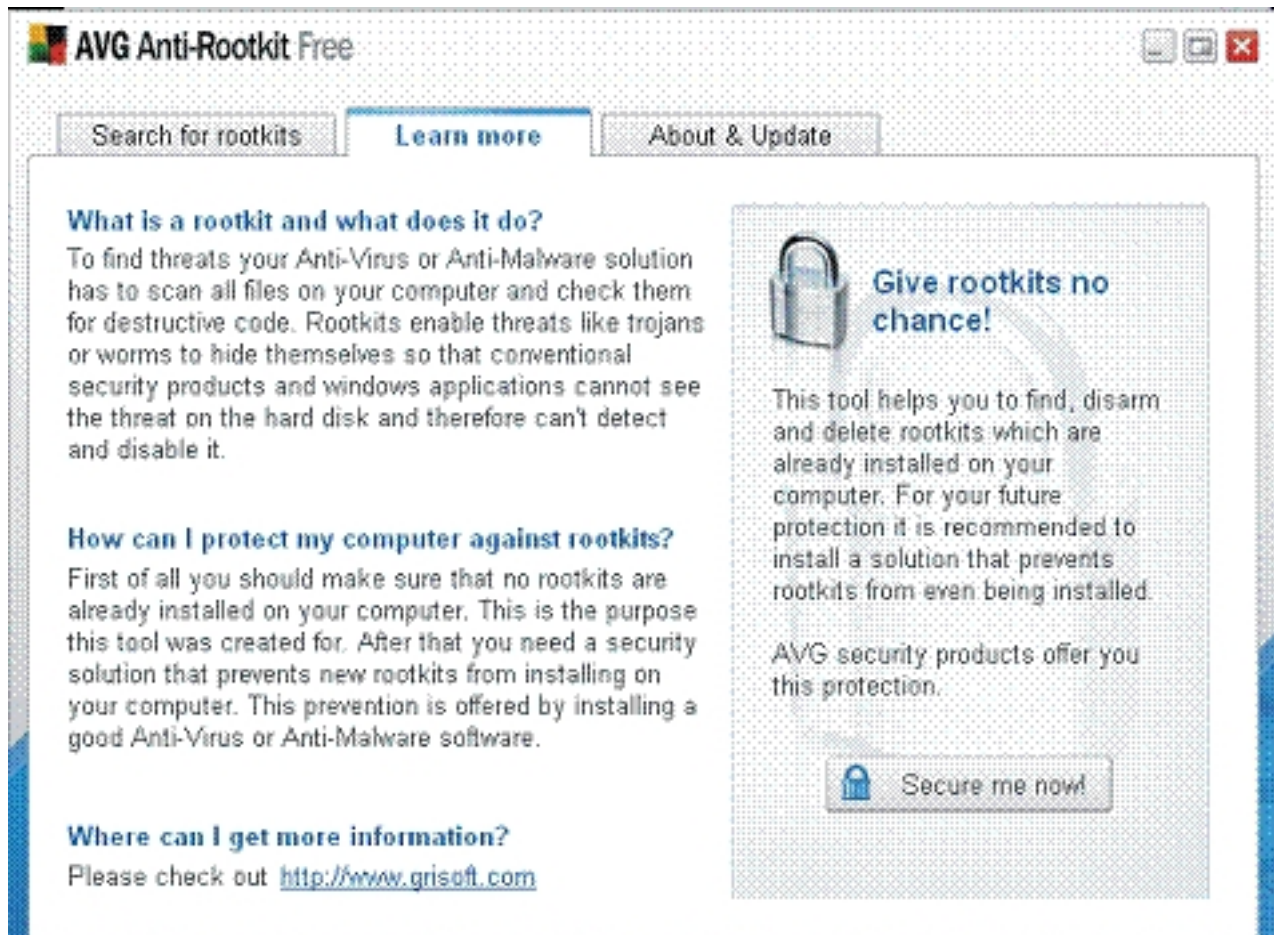 AVG Anti-Rootkit Free
Search for rootkits
Learn more
About & Update
What is a rootkit and what does it do?
To find threats your Anti-Virus or Anti-Malware solution
has to scan all files on your computer and check them
for destructive code. Rootkits enable threats like trojans
or worms to hide themselves so that conventional
security products and windows applications cannot see
the threat on the hard disk and therefore can't detect
and disable it.
How can I protect my computer against rootkits?
First of all you should make sure that no rootkits are
already installed on your computer. This is the purpose
this tool was created for. After that you need a security
solution that prevents new rootkits from installing on
your computer. This prevention is offered by installing a
good Anti-Virus or Anti-Malware software.
Where can I get more information?
Please check out http://www.grisoft.com
Give rootkits no
chance!
This tool helps you to find, disarm
and delete rootkits which are
already installed on your
computer. For your future
protection it is recommended to
install a solution that prevents
rootkits from even being installed.
AVG security products offer you
this protection.
Secure me now!